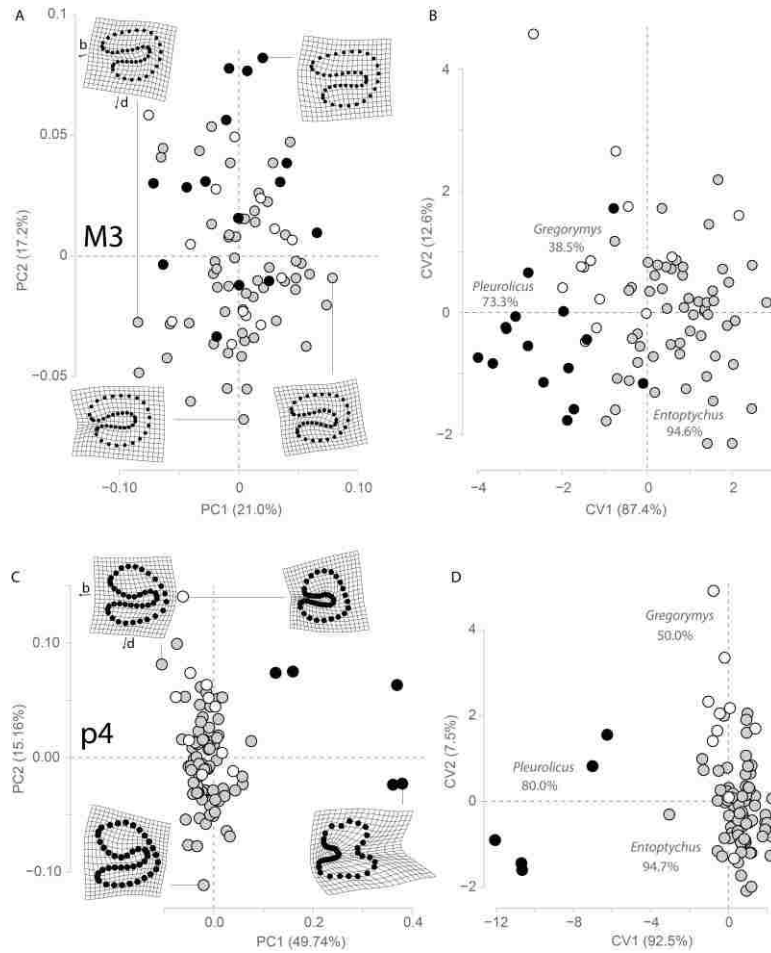 A
b
d
0.1
0.05
0
−0.05
PC2 (17.2%)
M3
−0.10
0
0.10
PC1 (21.0%)
B
4
2
0
−2
CV2 (12.6%)
Gregorymys
38.5%
Pleurolicus
73.3%
Entoptychus
94.6%
−4
−2
0
2
CV1 (87.4%)
C
b
d
0.10
0.00
−0.10
PC2 (15.16%)
p4
0.0
0.2
0.4
PC1 (49.74%)
D
4
2
0
−2
CV2 (7.5%)
Gregorymys
50.0%
Pleurolicus
80.0%
Entoptychus
94.7%
−12
−8
−4
0
CV1 (92.5%)
2